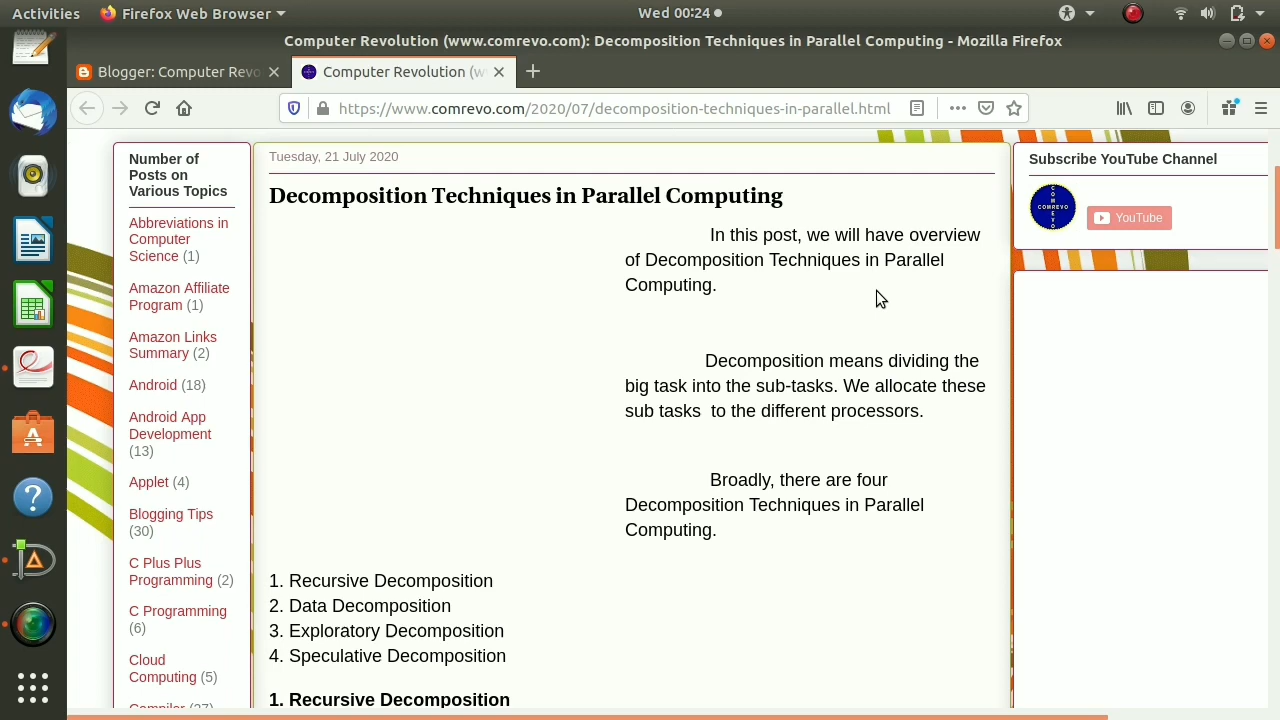 Activities
Firefox Web Browser
Wed 00:24
Computer Revolution (www.comrevo.com): Decomposition Techniques in Parallel Computing - Mozilla Firefox
Blogger: Computer Revo
Computer Revolution (w
https://www.comrevo.com/2020/07/decomposition-techniques-in-parallel.html
Number of
Posts on
Various Topics
Abbreviations in
Computer
Science (1)
Amazon Affiliate
Program (1)
Amazon Links
Summary (2)
Android (18)
Android App
Development
(13)
Applet (4)
Blogging Tips
(30)
C Plus Plus
Programming (2)
C Programming
(6)
Cloud
Computing (5)
Compiler (27)
Tuesday, 21 July 2020
Decomposition Techniques in Parallel Computing
In this post, we will have overview
of Decomposition Techniques in Parallel
Computing.
Decomposition means dividing the
big task into the sub-tasks. We allocate these
sub tasks  to the different processors.
Broadly, there are four
Decomposition Techniques in Parallel
Computing.
1. Recursive Decomposition
2. Data Decomposition
3. Exploratory Decomposition
4. Speculative Decomposition
1. Recursive Decomposition
Subscribe YouTube Channel
COMREVO
COMREVO
YouTube